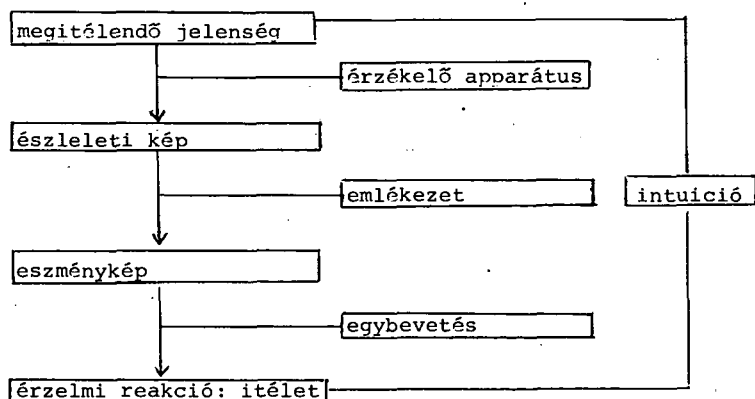 megitélendő jelenség
érzékelő apparátus
észleleti kép
emlékezet
intuició
eszménykép
egybevetés
érzelmi reakció: itélet